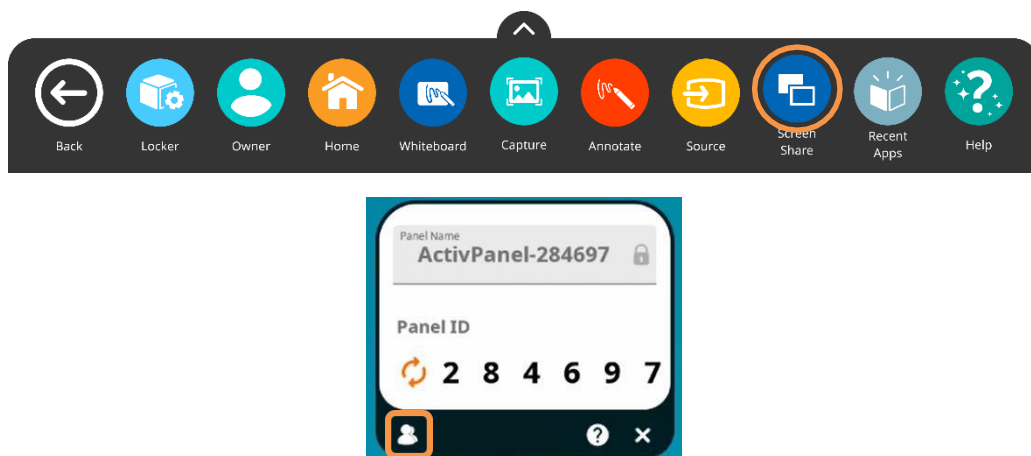 Back Locker Owner Home Whiteboard Capture Annotate Source Screen Share Recent Apps Help
Panel Name
ActivPanel-284697
Panel ID
2 8 4 6 9 7